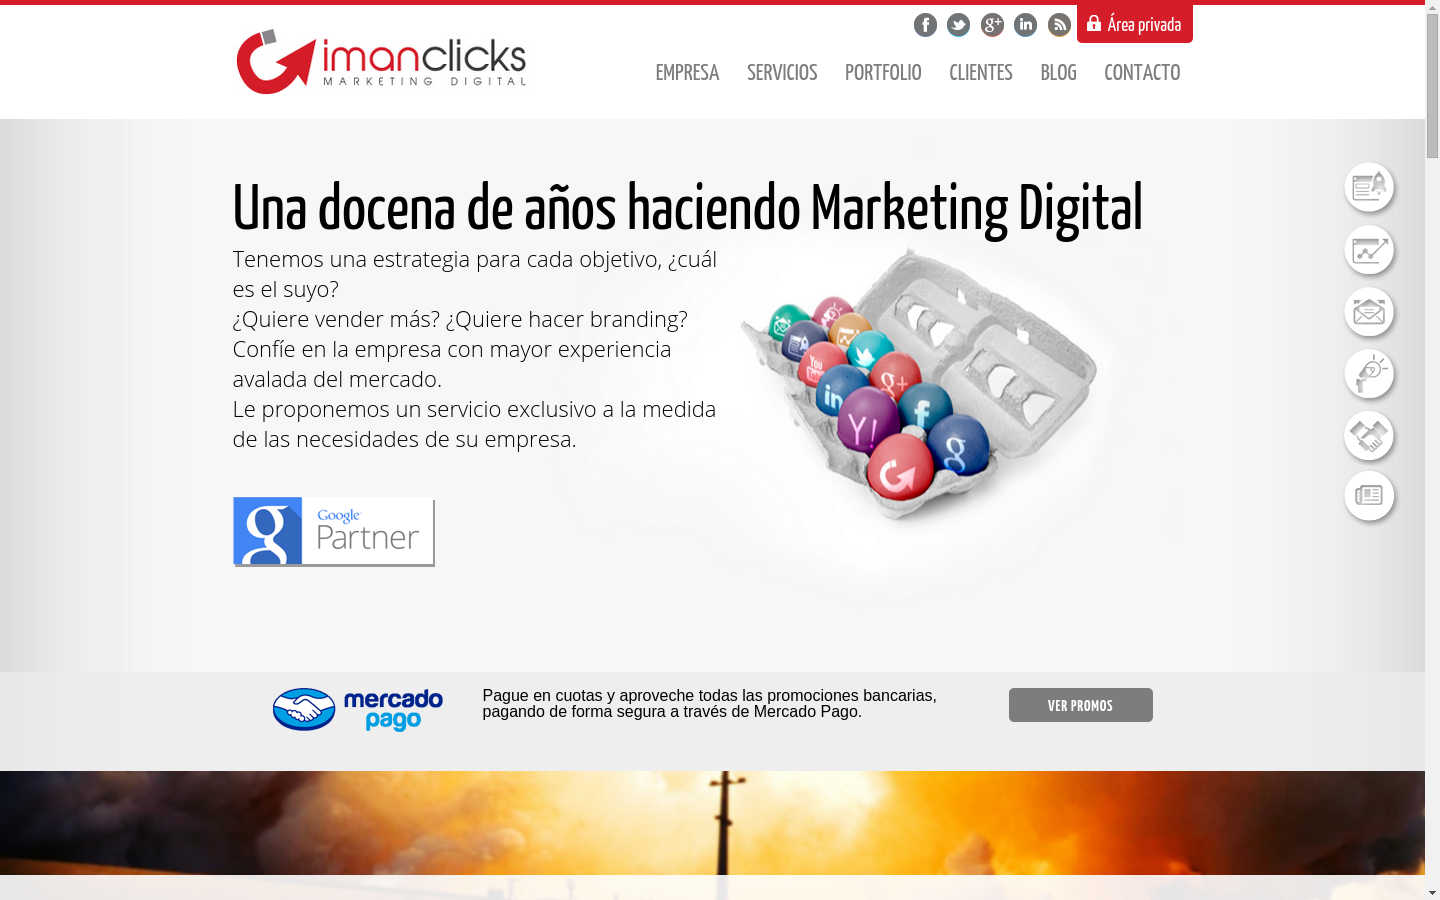 Área privada
imanclicks
MARKETING DIGITAL
EMPRESA SERVICIOS PORTFOLIO CLIENTES BLOG CONTACTO
Una docena de años haciendo Marketing Digital
Tenemos una estrategia para cada objetivo, ¿cuál
es el suyo?
¿Quiere vender más? ¿Quiere hacer branding?
Confíe en la empresa con mayor experiencia
avalada del mercado.
Le proponemos un servicio exclusivo a la medida
de las necesidades de su empresa.
You
in
g+
f
Y!
g
g
Google
Partner
mercado
pago
Pague en cuotas y aproveche todas las promociones bancarias,
pagando de forma segura a través de Mercado Pago.
VER PROMOS